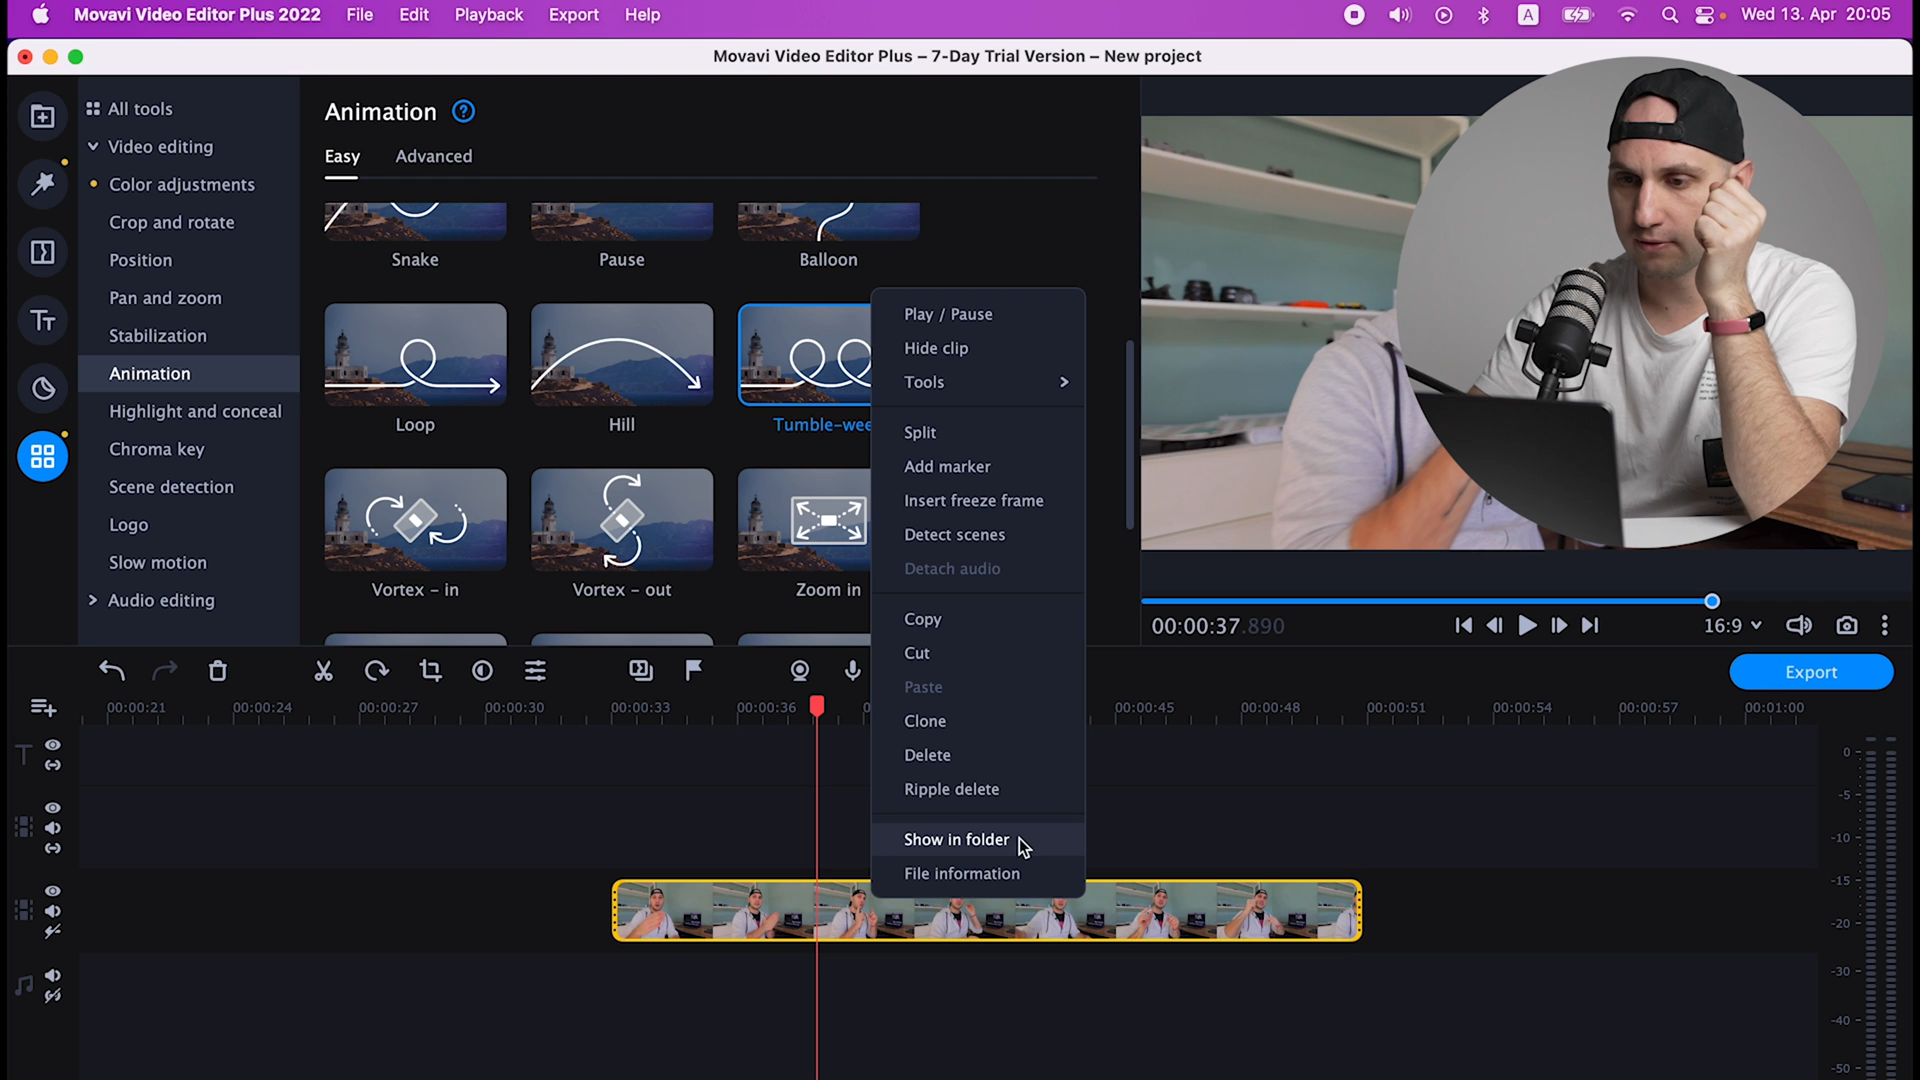 Movavi Video Editor Plus 2022 File Edit Playback Export Help
A Wed 13. Apr 20:05
Movavi Video Editor Plus – 7-Day Trial Version – New project
All tools
Video editing
Color adjustments
Crop and rotate
Position
Pan and zoom
Stabilization
Animation
Highlight and conceal
Chroma key
Scene detection
Logo
Slow motion
Audio editing
Animation ?
Easy Advanced
Snake Pause Balloon
Loop Hill Tumble-wee
Vortex – in Vortex – out Zoom in
Play / Pause
Hide clip
Tools
Split
Add marker
Insert freeze frame
Detect scenes
Detach audio
Copy
Cut
Paste
Clone
Delete
Ripple delete
Show in folder
File information
00:00:37.890 16:9
Export
00:00:21 00:00:24 00:00:27 00:00:30 00:00:33 00:00:36 0 00:00:45 00:00:48 00:00:51 00:00:54 00:00:57 00:01:00
0
-5
-10
-15
-20
-30
-40
-50